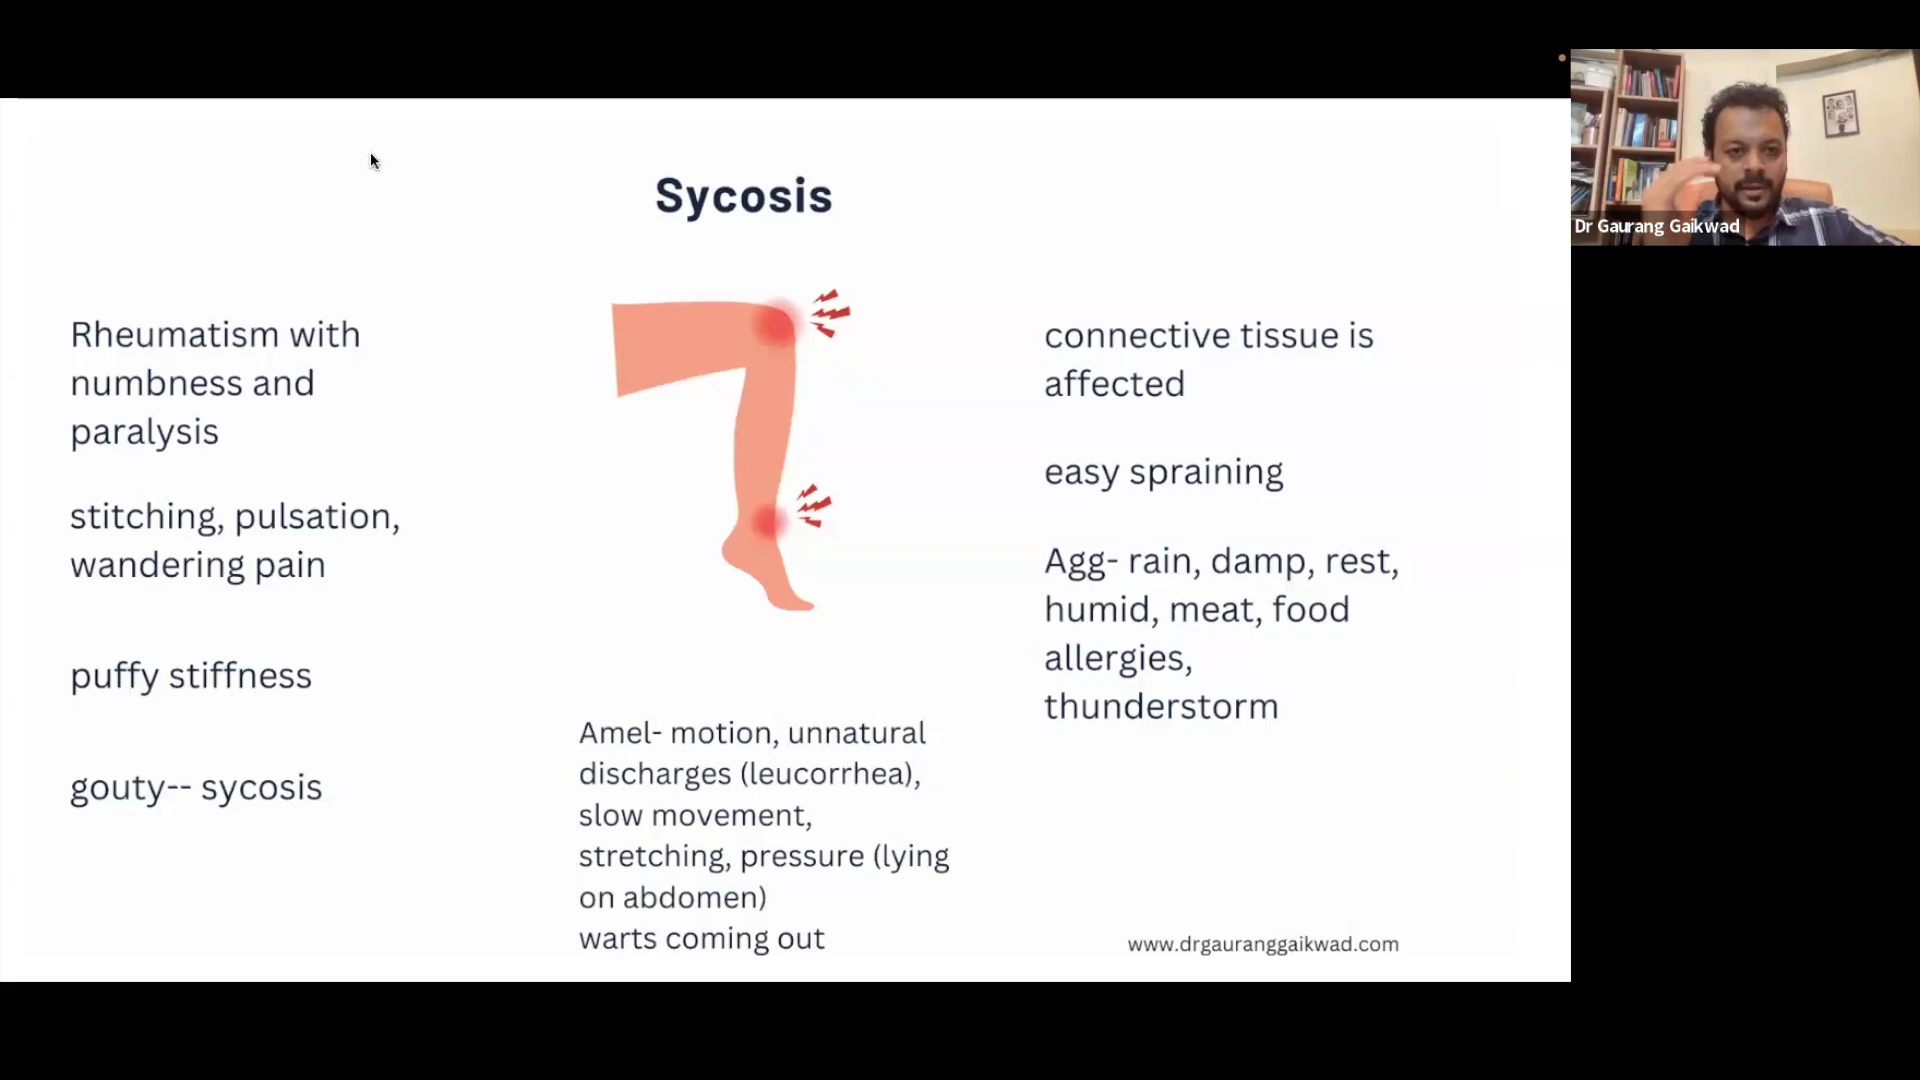 Sycosis
Rheumatism with
numbness and
paralysis
stitching, pulsation,
wandering pain
puffy stiffness
gouty-- sycosis
Amel- motion, unnatural
discharges (leucorrhea),
slow movement,
stretching, pressure (lying
on abdomen)
warts coming out
connective tissue is
affected
easy spraining
Agg- rain, damp, rest,
humid, meat, food
allergies,
thunderstorm
www.drgauranggaikwad.com
Dr Gaurang Gaikwad